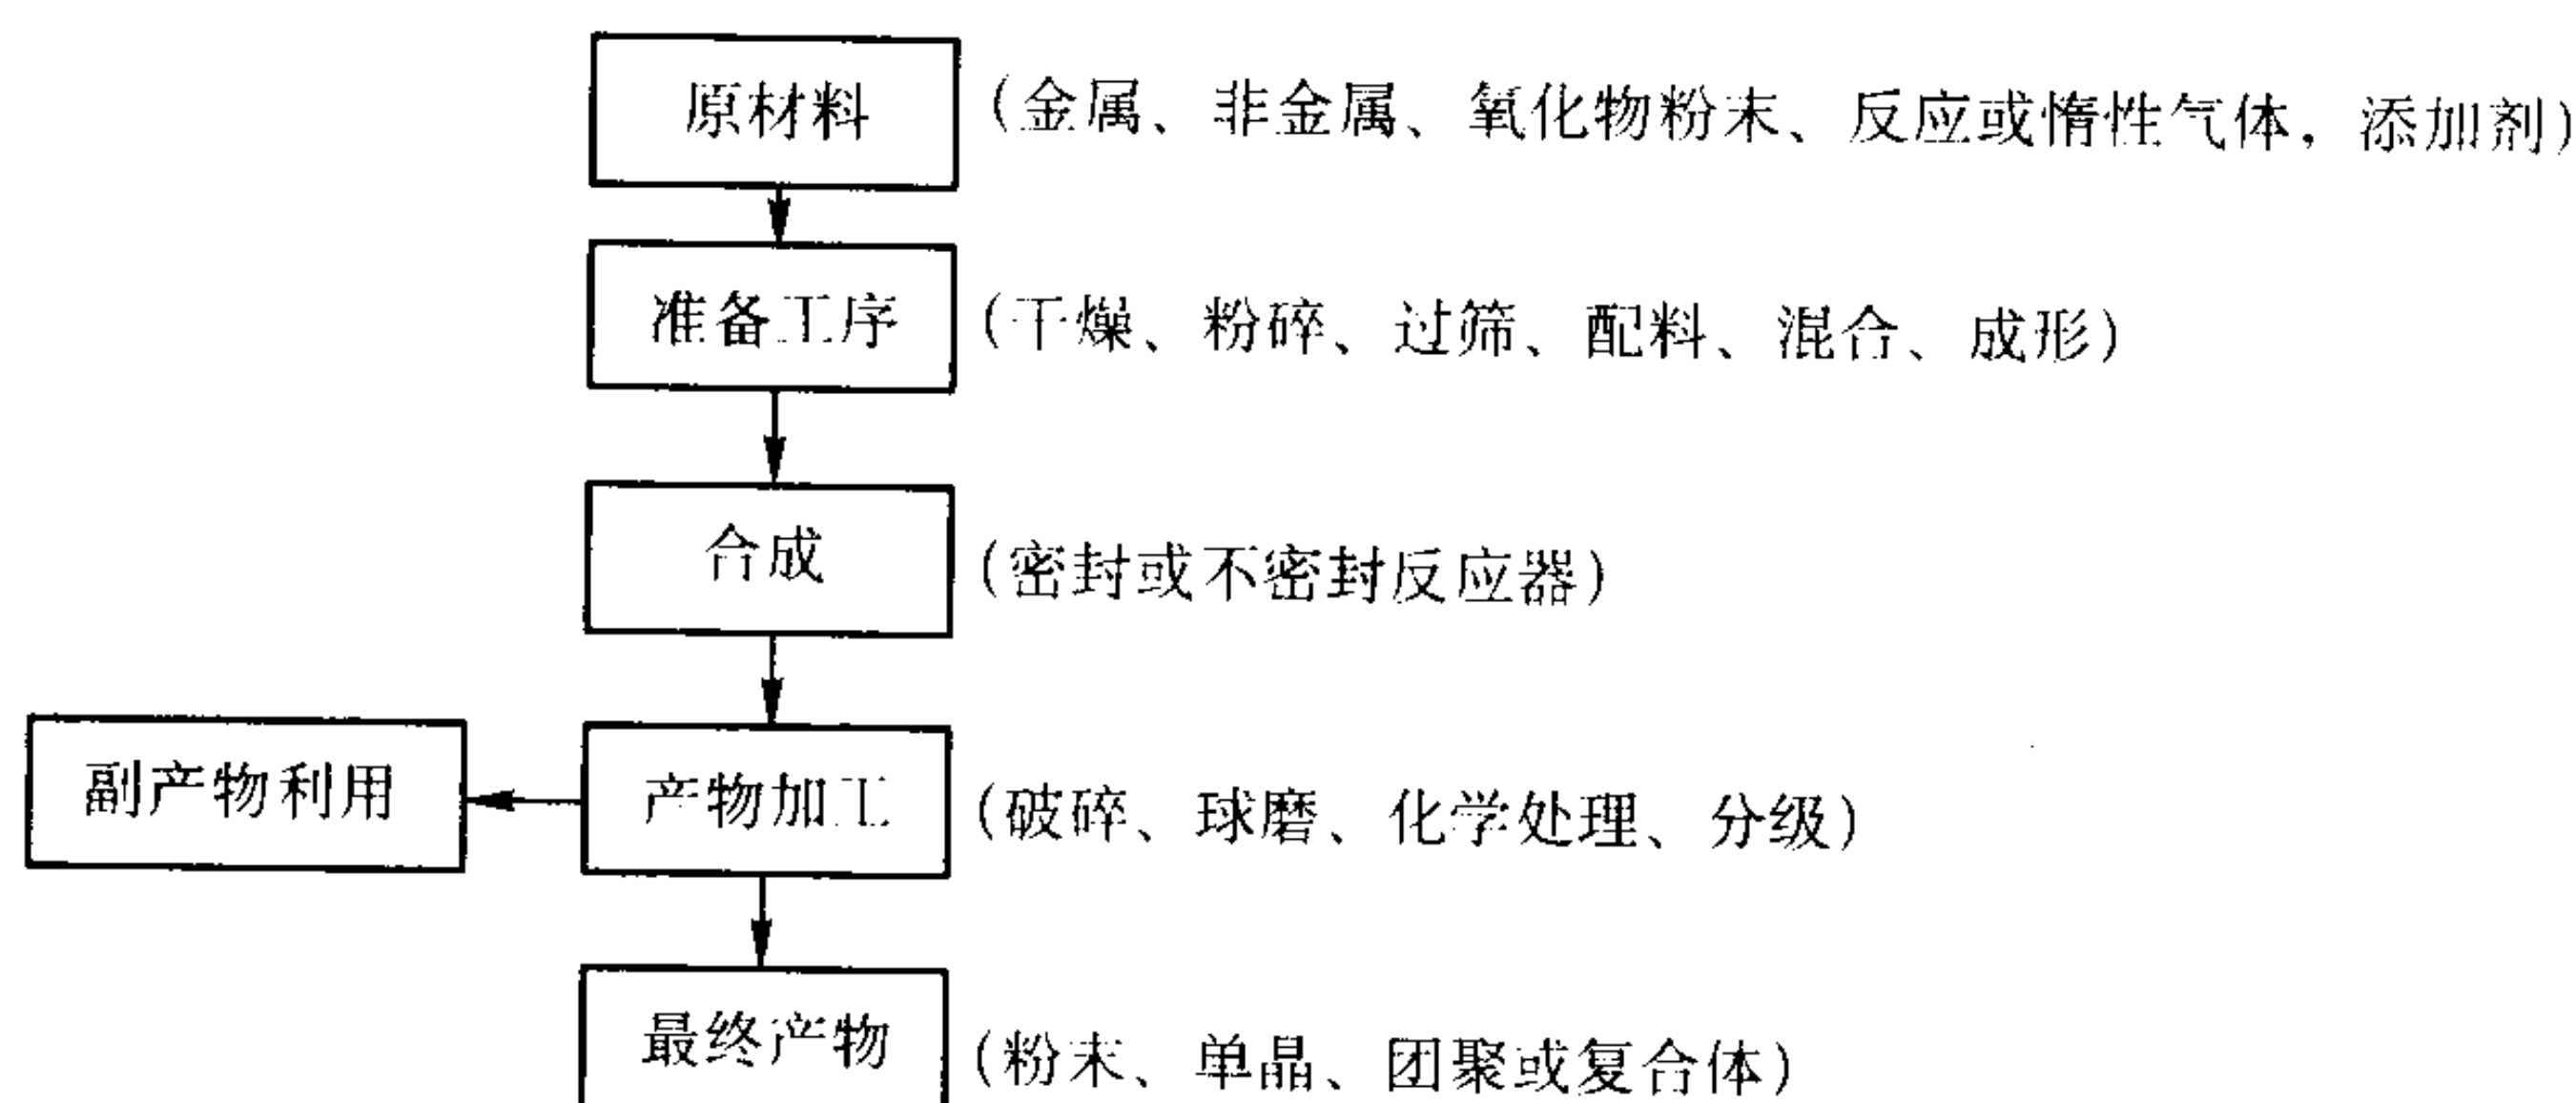 原材料 (金属、非金属、氧化物粉末、反应或惰性气体，添加剂)
准备工序 (干燥、粉碎、过筛、配料、混合、成形)
合成 (密封或不密封反应器)
副产物利用 产物加工 (破碎、球磨、化学处理、分级)
最终产物 (粉末、单晶、团聚或复合体)